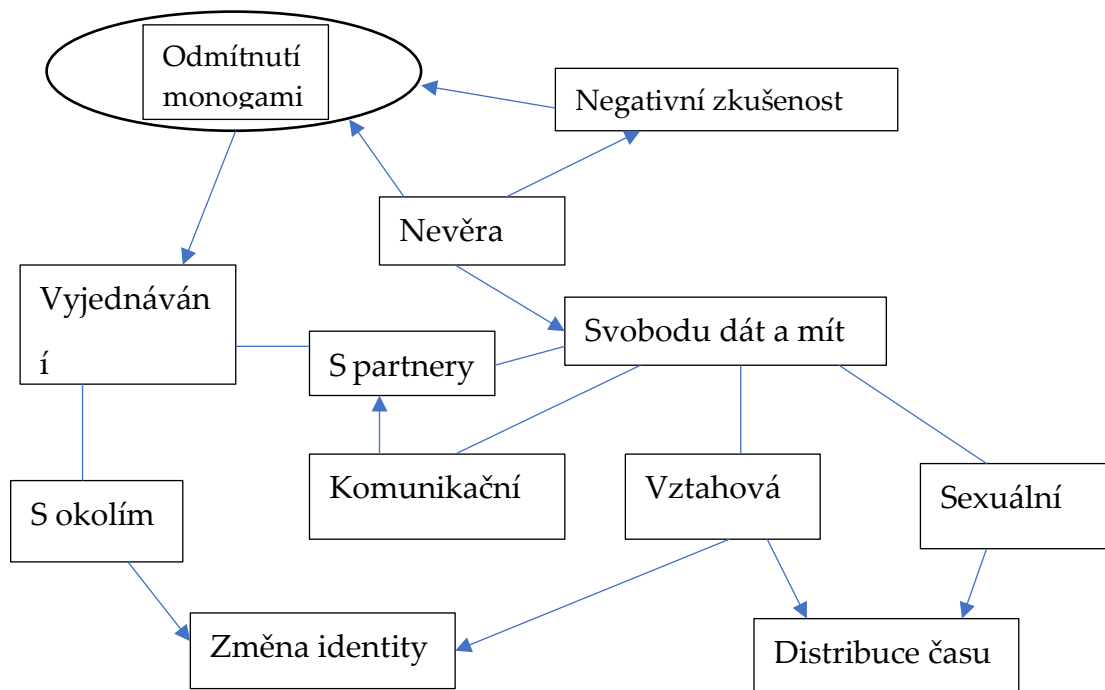 Odmítnutí
monogami
Negativní zkušenost
Nevěra
Vyjednáván
í
Svobodu dát a mít
S partnery
Komunikační
Vztahová
Sexuální
S okolím
Změna identity
Distribuce času